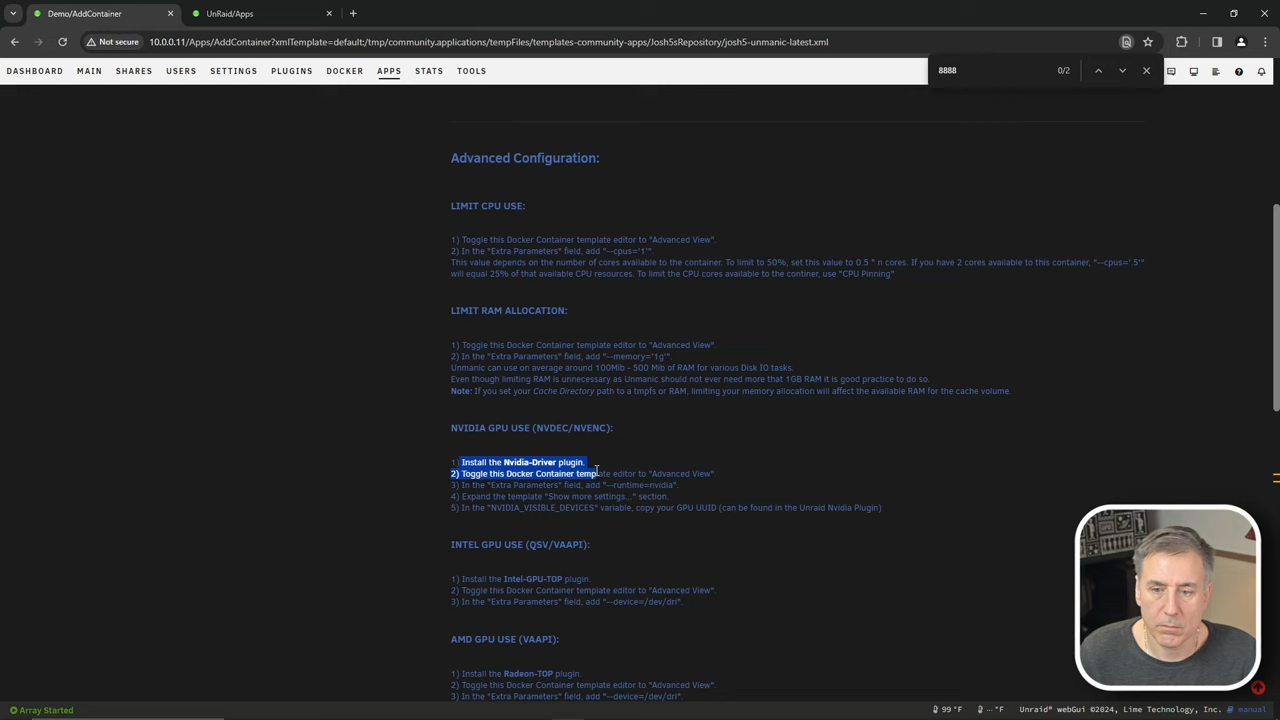 Demo/AddContainer
UnRaid/Apps
Not secure
10.0.0.11/Apps/AddContainer?xmlTemplate=default:/tmp/community.applications/tempFiles/templates-community-apps/Josh5sRepository/josh5-unmanic-latest.xml
8888
0/2
DASHBOARD MAIN SHARES USERS SETTINGS PLUGINS DOCKER APPS STATS TOOLS
Advanced Configuration:
LIMIT CPU USE:
1) Toggle this Docker Container template editor to "Advanced View".
2) In the "Extra Parameters" field, add "--cpus='1'".
This value depends on the number of cores available to the container. To limit to 50%, set this value to 0.5 * n cores. If you have 2 cores available to this container, "--cpus='.5'"
will equal 25% of that available CPU resources. To limit the CPU cores available to the continer, use "CPU Pinning"
LIMIT RAM ALLOCATION:
1) Toggle this Docker Container template editor to "Advanced View".
2) In the "Extra Parameters" field, add "--memory='1g'".
Unmanic can use on average around 100Mib - 500 Mib of RAM for various Disk IO tasks.
Even though limiting RAM is unnecessary as Unmanic should not ever need more that 1GB RAM it is good practice to do so.
Note: If you set your Cache Directory path to a tmpfs or RAM, limiting your memory allocation will affect the available RAM for the cache volume.
NVIDIA GPU USE (NVDEC/NVENC):
1) Install the Nvidia-Driver plugin.
2) Toggle this Docker Container template editor to "Advanced View".
3) In the "Extra Parameters" field, add "--runtime=nvidia".
4) Expand the template "Show more settings..." section.
5) In the "NVIDIA_VISIBLE_DEVICES" variable, copy your GPU UUID (can be found in the Unraid Nvidia Plugin)
INTEL GPU USE (QSV/VAAPI):
1) Install the Intel-GPU-TOP plugin.
2) Toggle this Docker Container template editor to "Advanced View".
3) In the "Extra Parameters" field, add "--device=/dev/dri".
AMD GPU USE (VAAPI):
1) Install the Radeon-TOP plugin.
2) Toggle this Docker Container template editor to "Advanced View".
3) In the "Extra Parameters" field, add "--device=/dev/dri".
Array Started
99 °F
-- °F
Unraid® webGui ©2024, Lime Technology, Inc.
manual